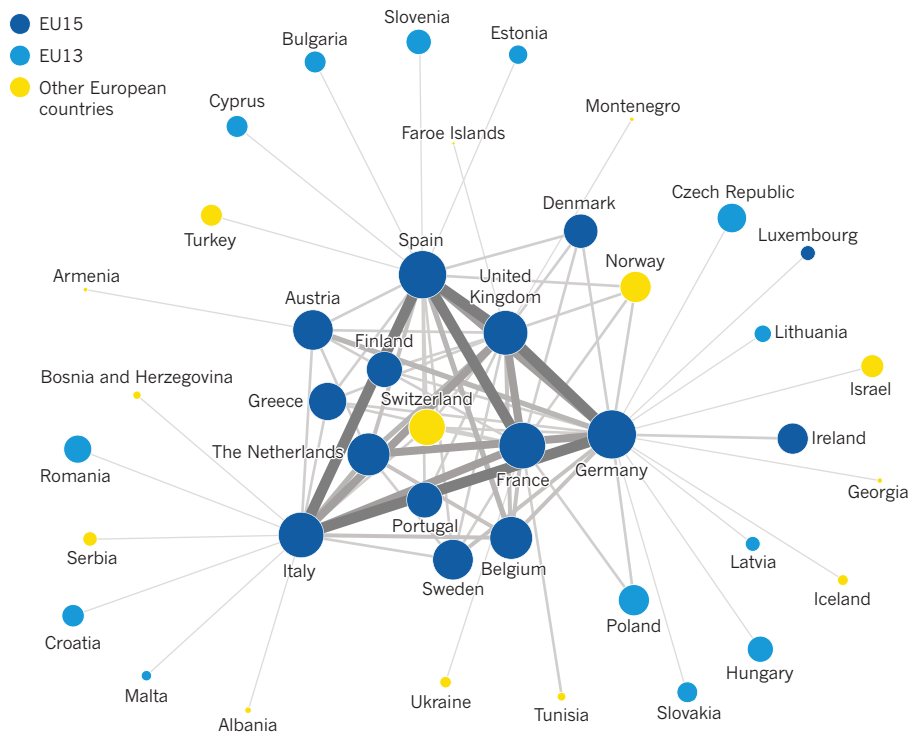 EU15
EU13
Other European
countries
Slovenia
Bulgaria
Estonia
Cyprus
Faroe Islands
Montenegro
Czech Republic
Denmark
Luxembourg
Turkey
Spain
Norway
United
Kingdom
Armenia
Austria
Finland
Lithuania
Bosnia and Herzegovina
Israel
Greece
Switzerland
The Netherlands
Ireland
Romania
France
Germany
Georgia
Portugal
Serbia
Italy
Belgium
Latvia
Sweden
Iceland
Poland
Croatia
Hungary
Malta
Ukraine
Tunisia
Slovakia
Albania